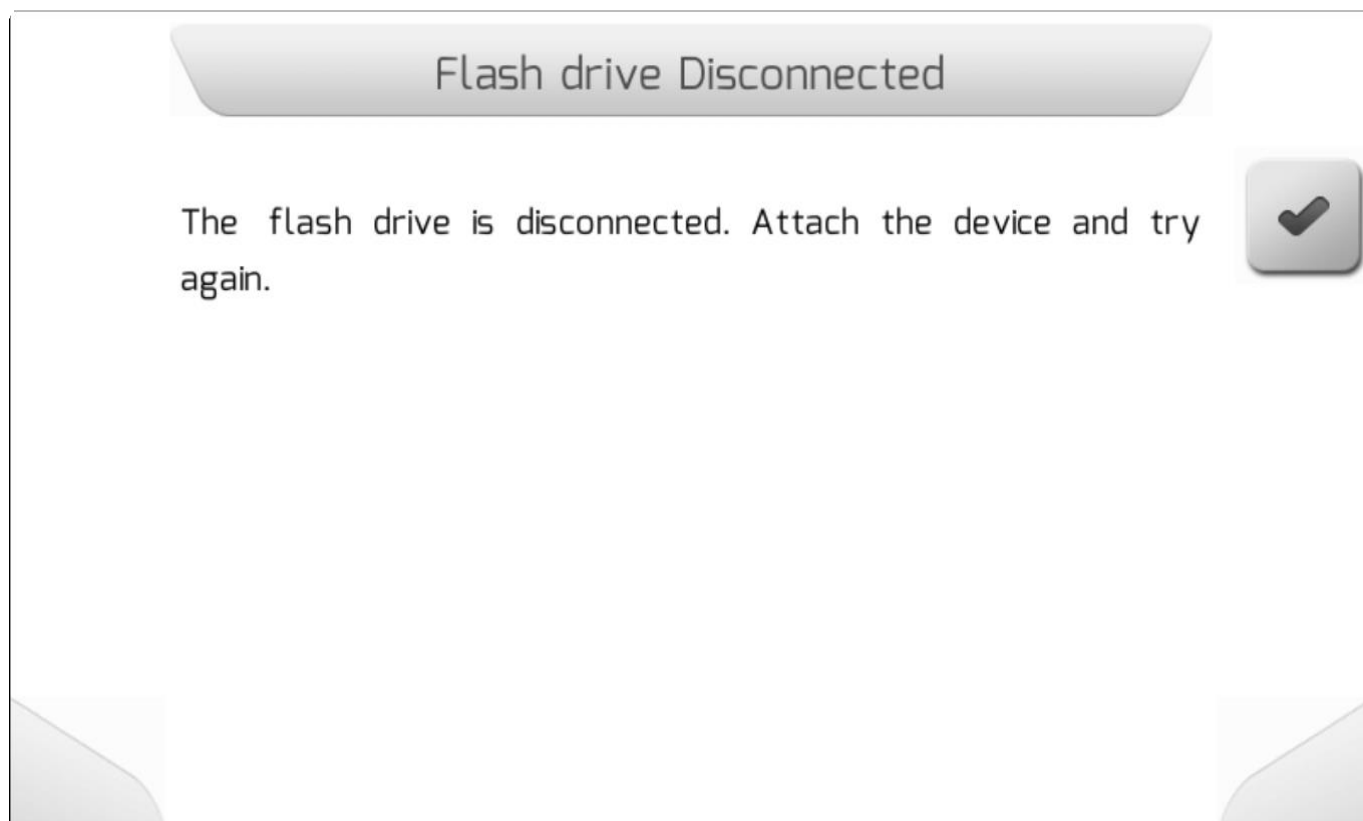 Flash drive Disconnected
The flash drive is disconnected. Attach the device and try
again.